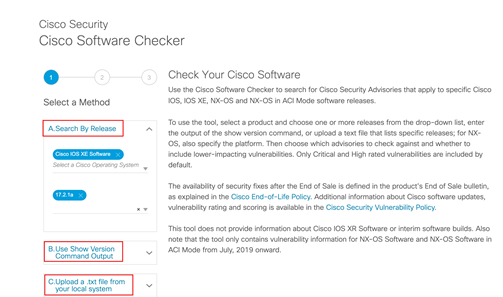 Cisco Security
Cisco Software Checker
1
2
3
Select a Method
A.Search By Release
Cisco IOS XE Software ×
Select a Cisco Operating System
17.2.1a ×
×
B.Use Show Version
Command Output
C.Upload a .txt file from
your local system
Check Your Cisco Software
Use the Cisco Software Checker to search for Cisco Security Advisories that apply to specific Cisco
IOS, IOS XE, NX-OS and NX-OS in ACI Mode software releases.
To use the tool, select a product and choose one or more releases from the drop-down list, enter
the output of the show version command, or upload a text file that lists specific releases; for NX-
OS, also specify the platform. Then choose which advisories to check against and whether to
include lower-impacting vulnerabilities. Only Critical and High rated vulnerabilities are included by
default.
The availability of security fixes after the End of Sale is defined in the product's End of Sale bulletin,
as explained in the Cisco End-of-Life Policy. Additional information about Cisco software updates,
vulnerability rating and scoring is available in the Cisco Security Vulnerability Policy.
This tool does not provide information about Cisco IOS XR Software or interim software builds. Also
note that the tool only contains vulnerability information for NX-OS Software and NX-OS Software in
ACI Mode from July, 2019 onward.